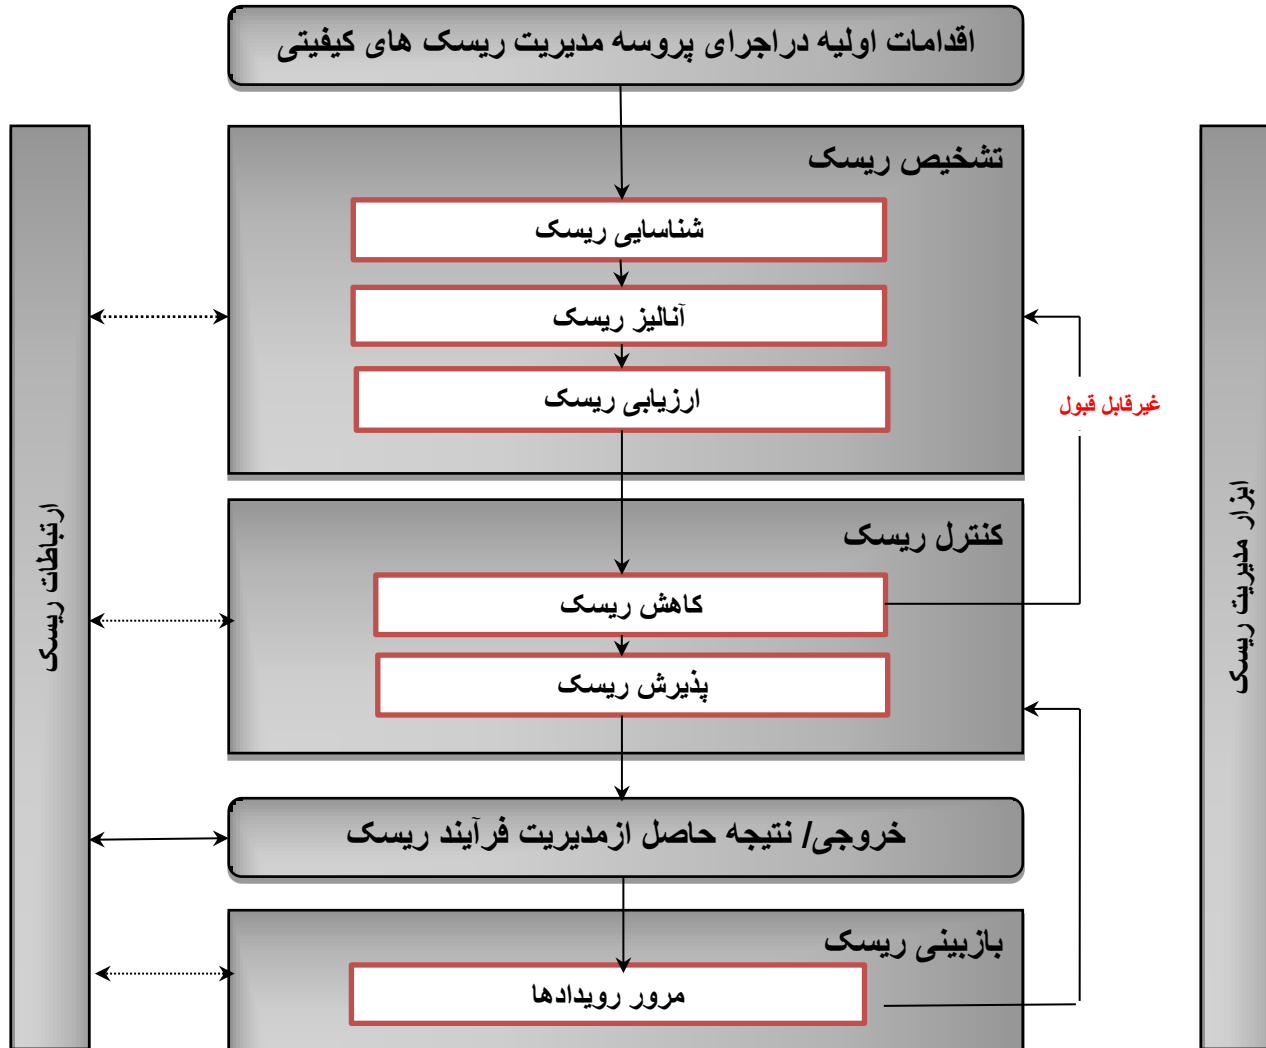 اقدامات اولیه دراجرای پروسه مدیریت ریسک های کیفیتی
تشخیص ریسک
شناسایی ریسک
آنالیز ریسک
ارزیابی ریسک
غیرقابل قبول
کنترل ریسک
کاهش ریسک
پذیرش ریسک
خروجی/ نتیجه حاصل ازمدیریت فرآیند ریسک
بازبینی ریسک
مرور رویدادها
ابزار مدیریت ریسک
ارتباطات ریسک